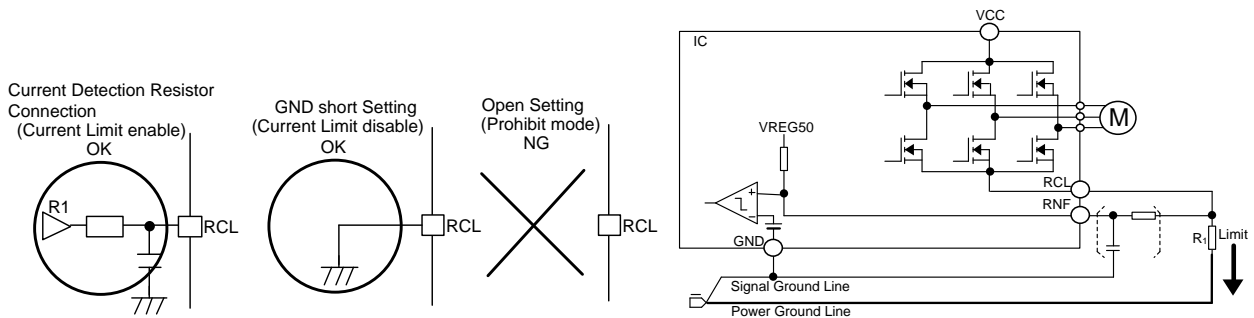 Current Detection Resistor
Connection
(Current Limit enable)
OK
R1
RCL
GND short Setting
(Current Limit disable)
OK
RCL
Open Setting
(Prohibit mode)
NG
RCL
VCC
IC
M
VREG50
RCL
RNF
GND
R1
Limit
Signal Ground Line
Power Ground Line